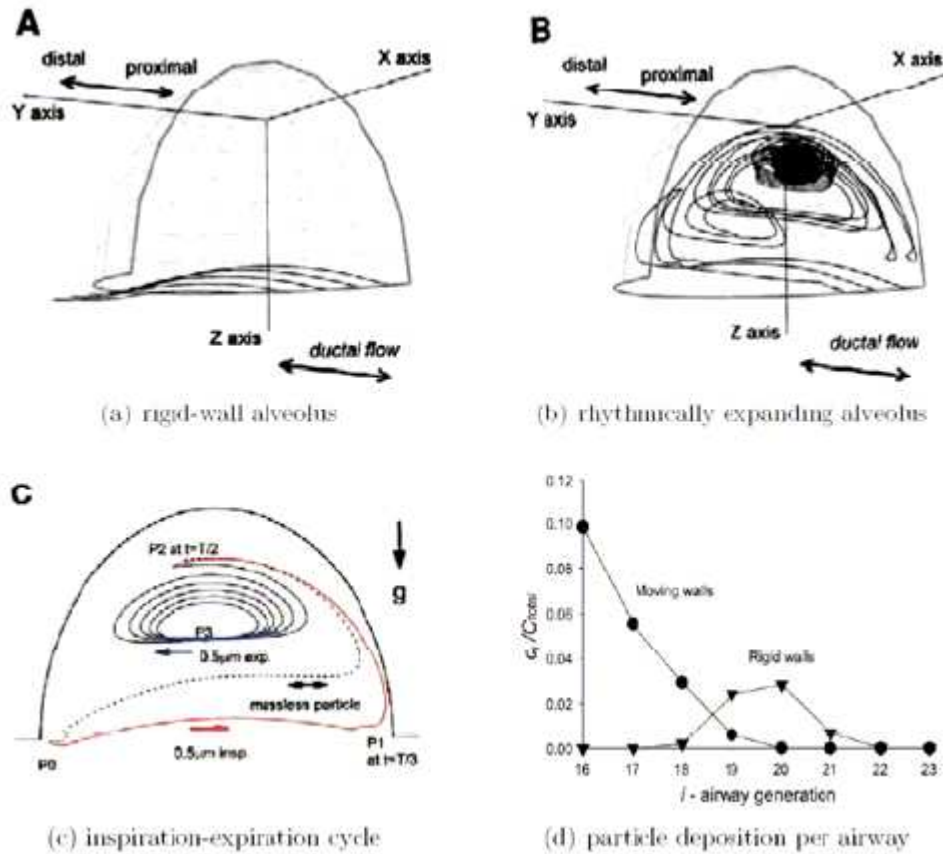 A
distal
proximal
X axis
Y axis
Z axis
ductal flow
(a) rigid-wall alveolus
B
distal
proximal
X axis
Y axis
Z axis
ductal flow
(b) rhythmically expanding alveolus
C
P2 at t=T/2
g
P3
0.5μm exp.
massless particle
P0
0.5μm insp.
P1
at t=T/3
(c) inspiration-expiration cycle
0.12
0.10
0.08
0.06
0.04
0.02
0.00
Moving walls
Rigid walls
16 17 18 19 20 21 22 23
i - airway generation
(d) particle deposition per airway